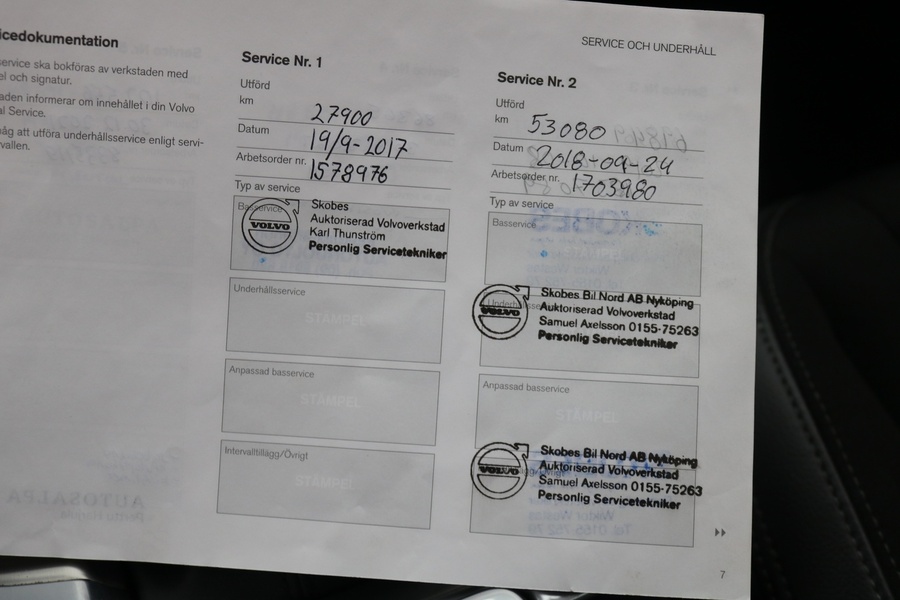 icedokumentation
service ska bokföras av verkstaden med
el och signatur.
aden informerar om innehållet i din Volvo
al Service.
åg att utföra underhållsservice enligt servi-
vallen.
SERVICE OCH UNDERHÅLL
Service Nr. 1
Utförd
km 27900
Datum 19/9-2017
Arbetsorder nr. 1578976
Typ av service
Basservice
VOLVO
Skobes
Auktoriserad Volvoverkstad
Karl Thunström
Personlig Servicetekniker
Underhållsservice
STÄMPEL
Anpassad basservice
STÄMPEL
Intervalltillägg/Övrigt
STÄMPEL
Service Nr. 2
Utförd
km 53080
Datum 2018-09-24
Arbetsorder nr. 1703980
Typ av service
Basservice
VOLVO
Skobes Bil Nord AB Nyköping
Auktoriserad Volvoverkstad
Samuel Axelsson 0155-75263
Personlig Servicetekniker
Anpassad basservice
STÄMPEL
VOLVO
Skobes Bil Nord AB Nyköping
Auktoriserad Volvoverkstad
Samuel Axelsson 0155-75263
Personlig Servicetekniker
7